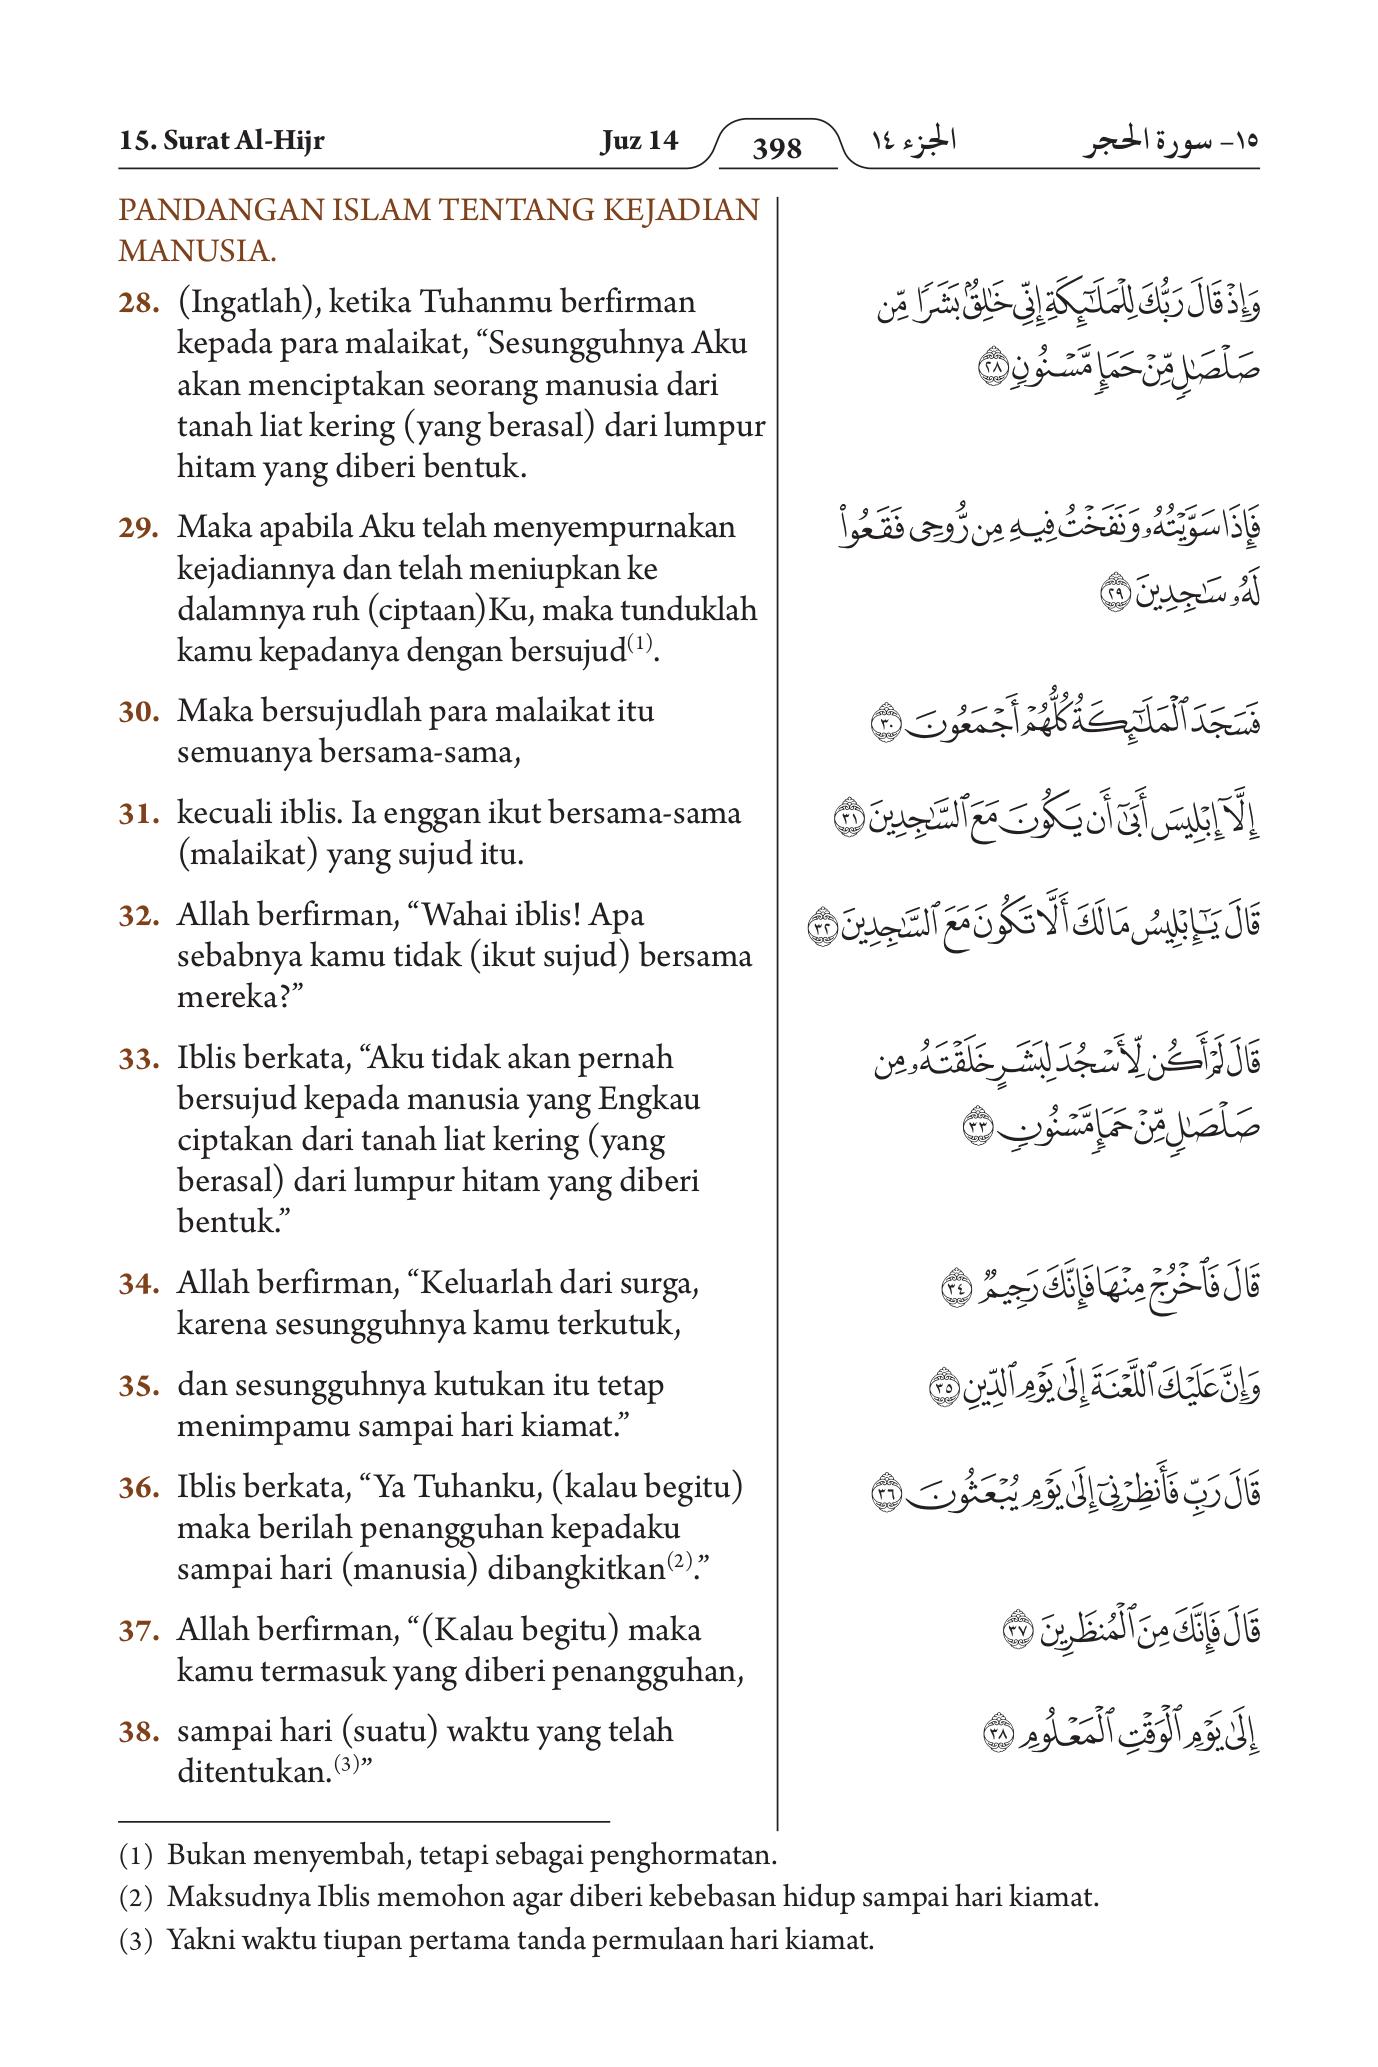 15. Surat Al-Hijr Juz 14 398 الجزء ١٤ ١٥- سورة الحجر
PANDANGAN ISLAM TENTANG KEJADIAN
MANUSIA.
28. (Ingatlah), ketika Tuhanmu berfirman
kepada para malaikat, “Sesungguhnya Aku
akan menciptakan seorang manusia dari
tanah liat kering (yang berasal) dari lumpur
hitam yang diberi bentuk.
29. Maka apabila Aku telah menyempurnakan
kejadiannya dan telah meniupkan ke
dalamnya ruh (ciptaan)Ku, maka tunduklah
kamu kepadanya dengan bersujud(1).
30. Maka bersujudlah para malaikat itu
semuanya bersama-sama,
31. kecuali iblis. Ia enggan ikut bersama-sama
(malaikat) yang sujud itu.
32. Allah berfirman, “Wahai iblis! Apa
sebabnya kamu tidak (ikut sujud) bersama
mereka?”
33. Iblis berkata, “Aku tidak akan pernah
bersujud kepada manusia yang Engkau
ciptakan dari tanah liat kering (yang
berasal) dari lumpur hitam yang diberi
bentuk.”
34. Allah berfirman, “Keluarlah dari surga,
karena sesungguhnya kamu terkutuk,
35. dan sesungguhnya kutukan itu tetap
menimpamu sampai hari kiamat.”
36. Iblis berkata, “Ya Tuhanku, (kalau begitu)
maka berilah penangguhan kepadaku
sampai hari (manusia) dibangkitkan(2).”
37. Allah berfirman, “(Kalau begitu) maka
kamu termasuk yang diberi penangguhan,
38. sampai hari (suatu) waktu yang telah
ditentukan.(3)”
وَإِذْ قَالَ رَبُّكَ لِلْمَلَـٰٓئِكَةِ إِنِّى خَـٰلِقٌۢ بَشَرًا مِّن
صَلْصَـٰلٍ مِّنْ حَمَإٍ مَّسْنُونٍ ٢٨
فَإِذَا سَوَّيْتُهُۥ وَنَفَخْتُ فِيهِ مِن رُّوحِى فَقَعُوا۟
لَهُۥ سَـٰجِدِينَ ٢٩
فَسَجَدَ ٱلْمَلَـٰٓئِكَةُ كُلُّهُمْ أَجْمَعُونَ ٣٠
إِلَّآ إِبْلِيسَ أَبَىٰٓ أَن يَكُونَ مَعَ ٱلسَّـٰجِدِينَ ٣١
قَالَ يَـٰٓإِبْلِيسُ مَا لَكَ أَلَّا تَكُونَ مَعَ ٱلسَّـٰجِدِينَ ٣٢
قَالَ لَمْ أَكُن لِّأَسْجُدَ لِبَشَرٍ خَلَقْتَهُۥ مِن
صَلْصَـٰلٍ مِّنْ حَمَإٍ مَّسْنُونٍ ٣٣
قَالَ فَٱخْرُجْ مِنْهَا فَإِنَّكَ رَجِيمٌ ٣٤
وَإِنَّ عَلَيْكَ ٱللَّعْنَةَ إِلَىٰ يَوْمِ ٱلدِّينِ ٣٥
قَالَ رَبِّ فَأَنظِرْنِىٓ إِلَىٰ يَوْمِ يُبْعَثُونَ ٣٦
قَالَ فَإِنَّكَ مِنَ ٱلْمُنظَرِينَ ٣٧
إِلَىٰ يَوْمِ ٱلْوَقْتِ ٱلْمَعْلُومِ ٣٨
(1) Bukan menyembah, tetapi sebagai penghormatan.
(2) Maksudnya Iblis memohon agar diberi kebebasan hidup sampai hari kiamat.
(3) Yakni waktu tiupan pertama tanda permulaan hari kiamat.